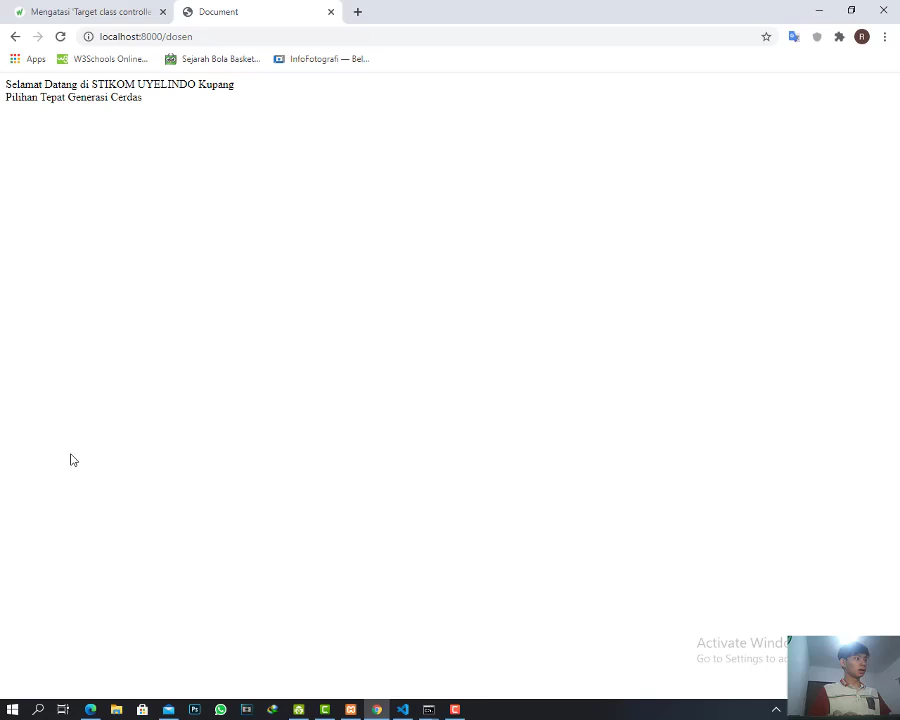 Mengatasi 'Target class controlle
Document
localhost:8000/dosen
R
Apps
W3Schools Online...
Sejarah Bola Basket...
InfoFotografi — Bel...
Selamat Datang di STIKOM UYELINDO Kupang
Pilihan Tepat Generasi Cerdas
Activate Windo
Go to Settings to a